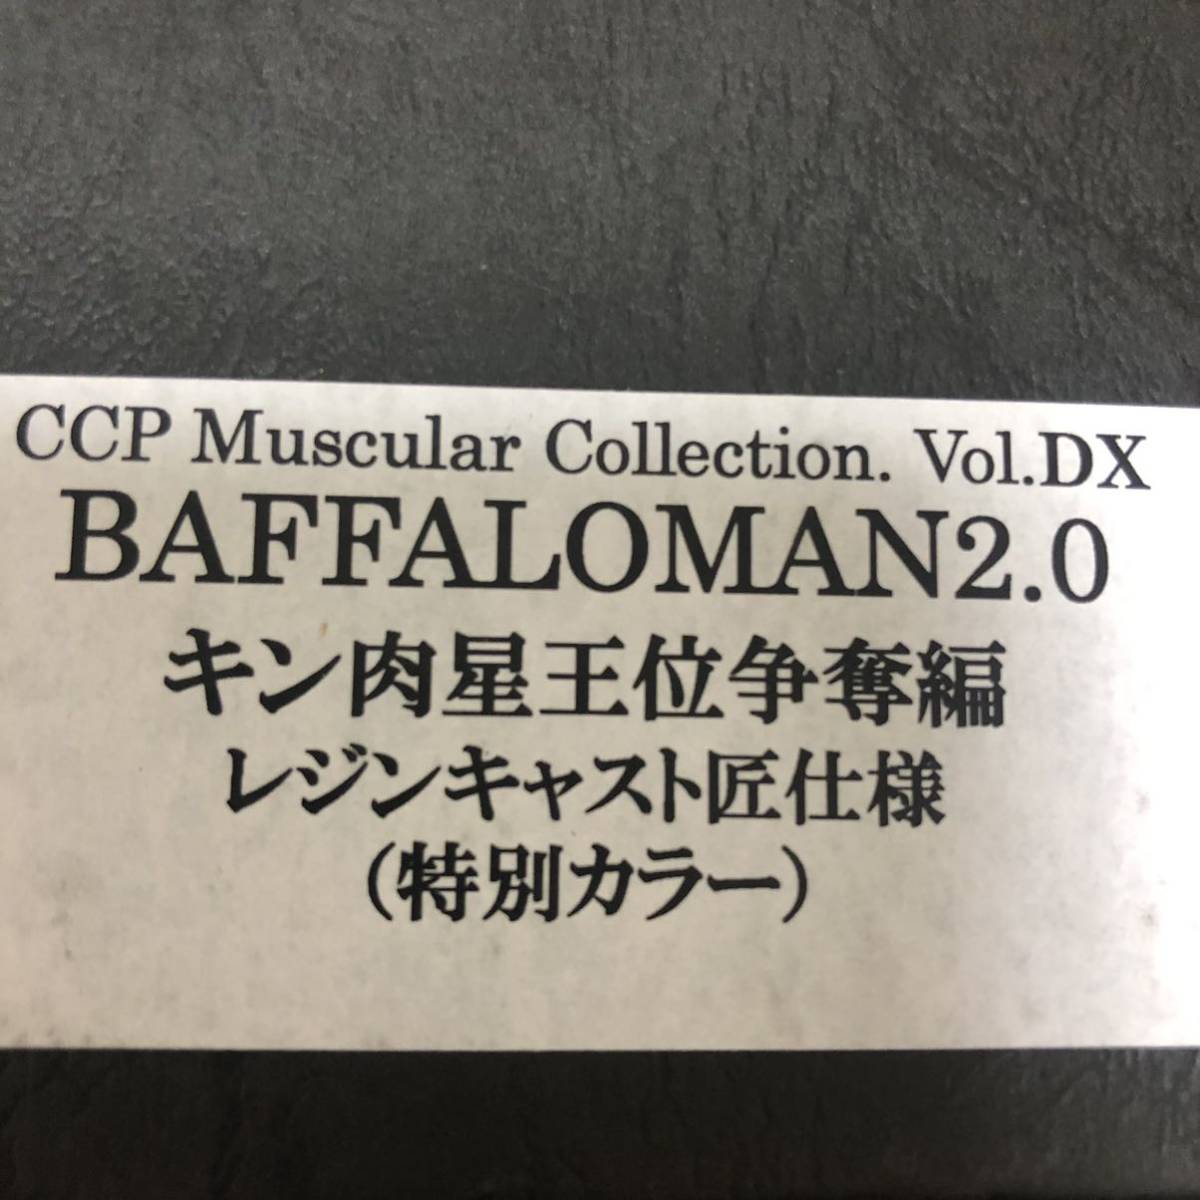 CCP Muscular Collection. Vol.DX
BAFFALOMAN2.0
キン肉星王位争奪編
レジンキャスト匠仕様
(特別カラー)